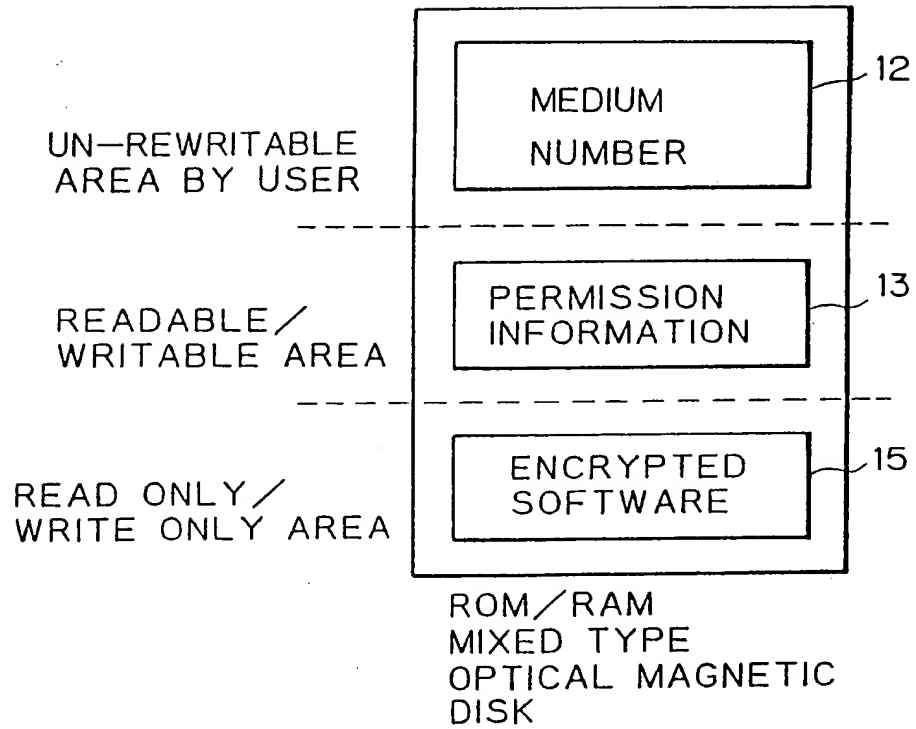 12
MEDIUM
NUMBER
UN-REWRITABLE
AREA BY USER
13
PERMISSION
INFORMATION
READABLE/
WRITABLE AREA
15
ENCRYPTED
SOFTWARE
READ ONLY/
WRITE ONLY AREA
ROM/RAM
MIXED TYPE
OPTICAL MAGNETIC
DISK